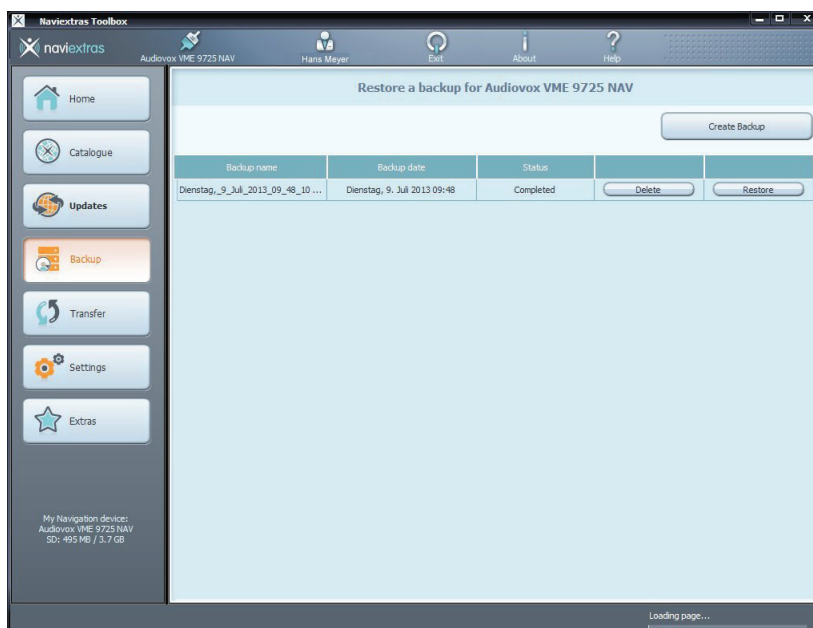 Naviextras Toolbox
naviextras
Audiovox VME 9725 NAV
Hans Meyer
Exit
About
Help
Home
Catalogue
Updates
Backup
Transfer
Settings
Extras
My Navigation device:
Audiovox VME 9725 NAV
SD: 495 MB / 3.7 GB
Restore a backup for Audiovox VME 9725 NAV
Create Backup
Backup name Backup date Status
Dienstag,_9_Juli_2013_09_48_10 ... Dienstag, 9. Juli 2013 09:48 Completed Delete Restore
Loading page...